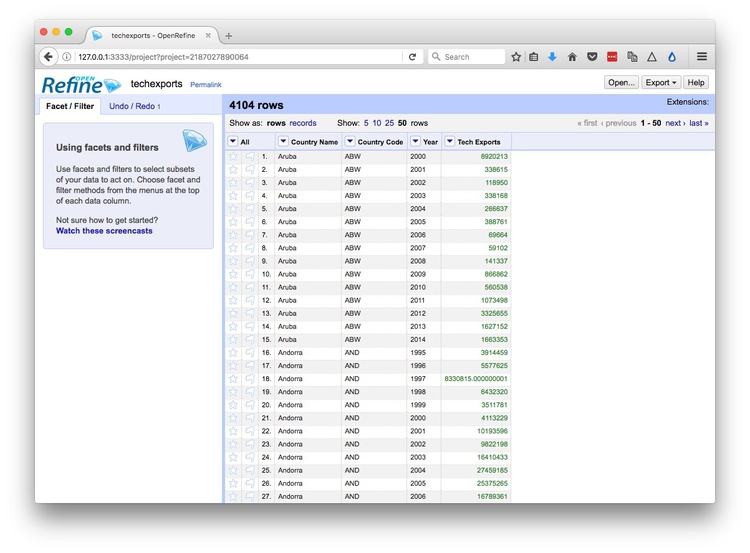 techexports - OpenRefine
127.0.0.1:3333/project?project=2187027890064
Search
OPEN
Refine techexports Permalink
Open... Export Help
Facet / Filter Undo / Redo 1
4104 rows
Extensions:
Show as: rows records Show: 5 10 25 50 rows
« first ‹ previous 1 - 50 next › last »
Using facets and filters
Use facets and filters to select subsets
of your data to act on. Choose facet and
filter methods from the menus at the top
of each data column.
Not sure how to get started?
Watch these screencasts
All Country Name Country Code Year Tech Exports
1. Aruba ABW 2000 8920213
2. Aruba ABW 2001 338615
3. Aruba ABW 2002 118950
4. Aruba ABW 2003 338168
5. Aruba ABW 2004 266637
6. Aruba ABW 2005 388761
7. Aruba ABW 2006 69664
8. Aruba ABW 2007 59102
9. Aruba ABW 2008 141337
10. Aruba ABW 2009 866862
11. Aruba ABW 2010 560538
12. Aruba ABW 2011 1073498
13. Aruba ABW 2012 3325655
14. Aruba ABW 2013 1627152
15. Aruba ABW 2014 1663353
16. Andorra AND 1995 3914459
17. Andorra AND 1996 5577625
18. Andorra AND 1997 8330815.000000001
19. Andorra AND 1998 6432320
20. Andorra AND 1999 3511781
21. Andorra AND 2000 4113229
22. Andorra AND 2001 10193596
23. Andorra AND 2002 9822198
24. Andorra AND 2003 16410433
25. Andorra AND 2004 27459185
26. Andorra AND 2005 25375265
27. Andorra AND 2006 16789361